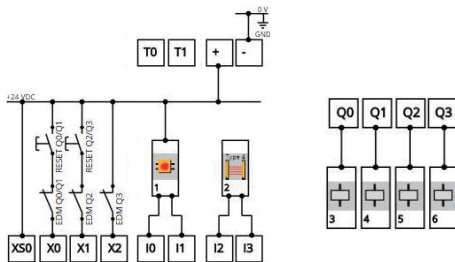 0 V
GND
T0 T1 + -
+24 VDC
RESET Q0/Q1
RESET Q2/Q3
EDM Q0/Q1
EDM Q2
EDM Q3
1
2
XS0 X0 X1 X2 I0 I1 I2 I3
Q0 Q1 Q2 Q3
3 4 5 6